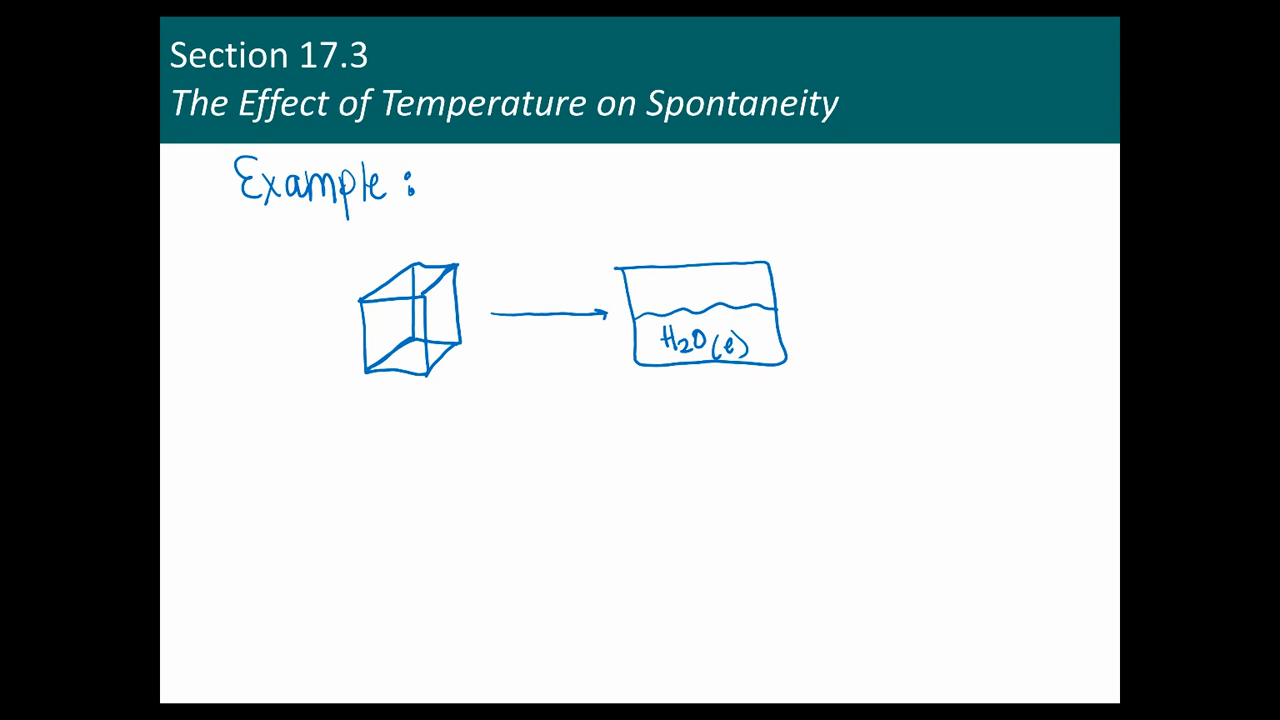 Section 17.3
The Effect of Temperature on Spontaneity
Example :
H₂O (l)